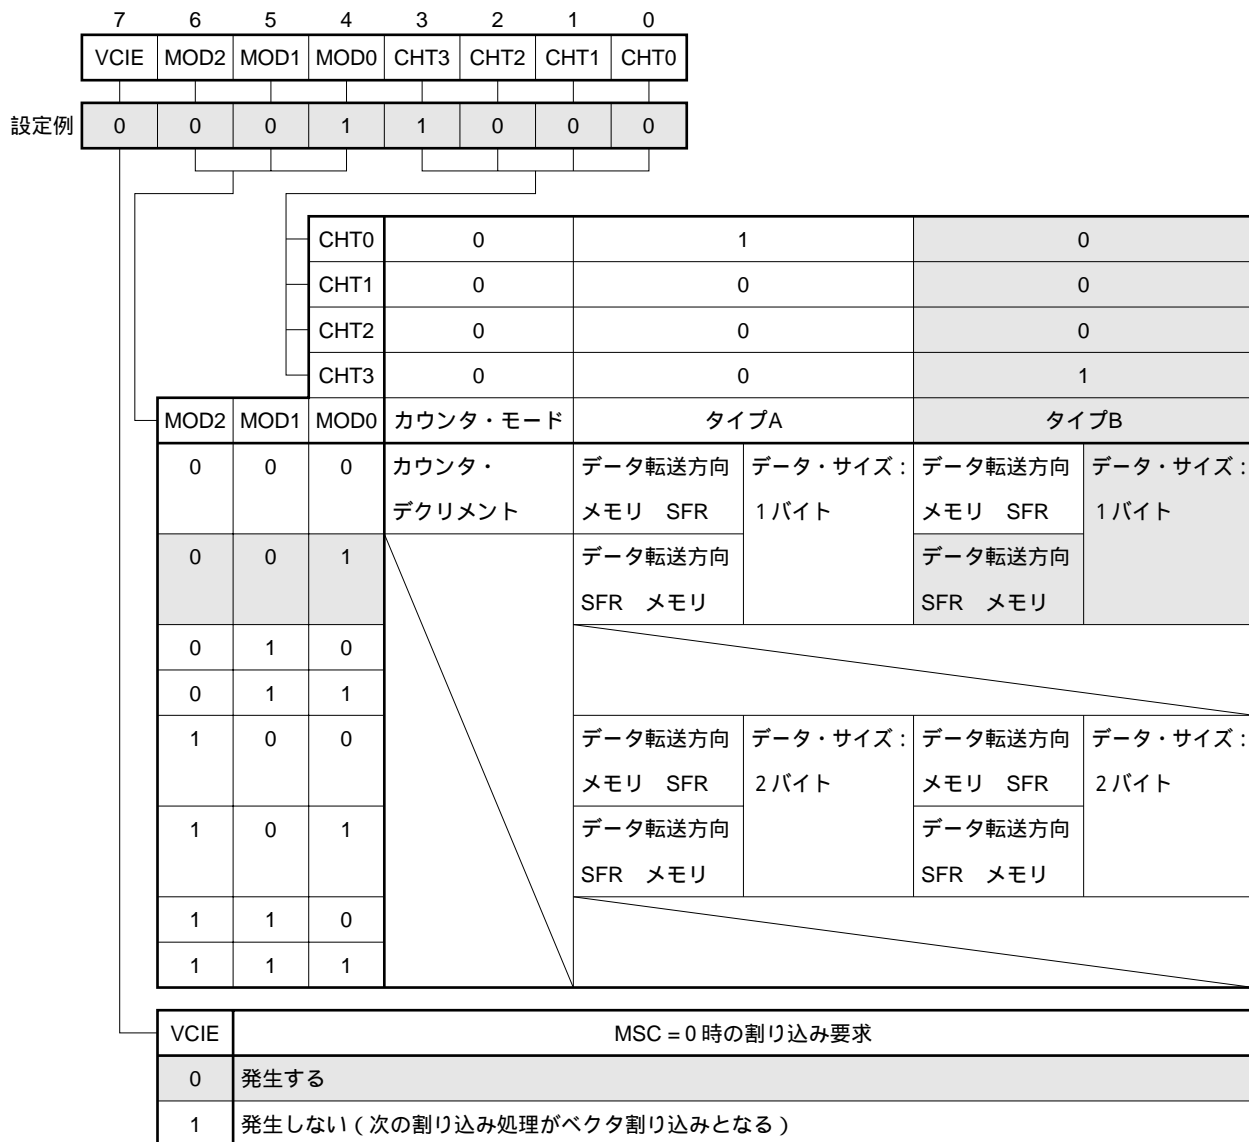 7 6 5 4 3 2 1 0
VCIE MOD2 MOD1 MOD0 CHT3 CHT2 CHT1 CHT0
設定例 0 0 0 1 1 0 0 0
CHT0 0 1 0
CHT1 0 0 0
CHT2 0 0 0
CHT3 0 0 1
MOD2 MOD1 MOD0 カウンタ・モード タイプA タイプB
0 0 0 カウンタ・ データ転送方向 データ・サイズ: データ転送方向 データ・サイズ:
デクリメント メモリ SFR 1バイト メモリ SFR 1バイト
0 0 1 データ転送方向 データ転送方向
SFR メモリ SFR メモリ
0 1 0
0 1 1
1 0 0 データ転送方向 データ・サイズ: データ転送方向 データ・サイズ:
メモリ SFR 2バイト メモリ SFR 2バイト
1 0 1 データ転送方向 データ転送方向
SFR メモリ SFR メモリ
1 1 0
1 1 1
VCIE MSC=0時の割り込み要求
0 発生する
1 発生しない(次の割り込み処理がベクタ割り込みとなる)